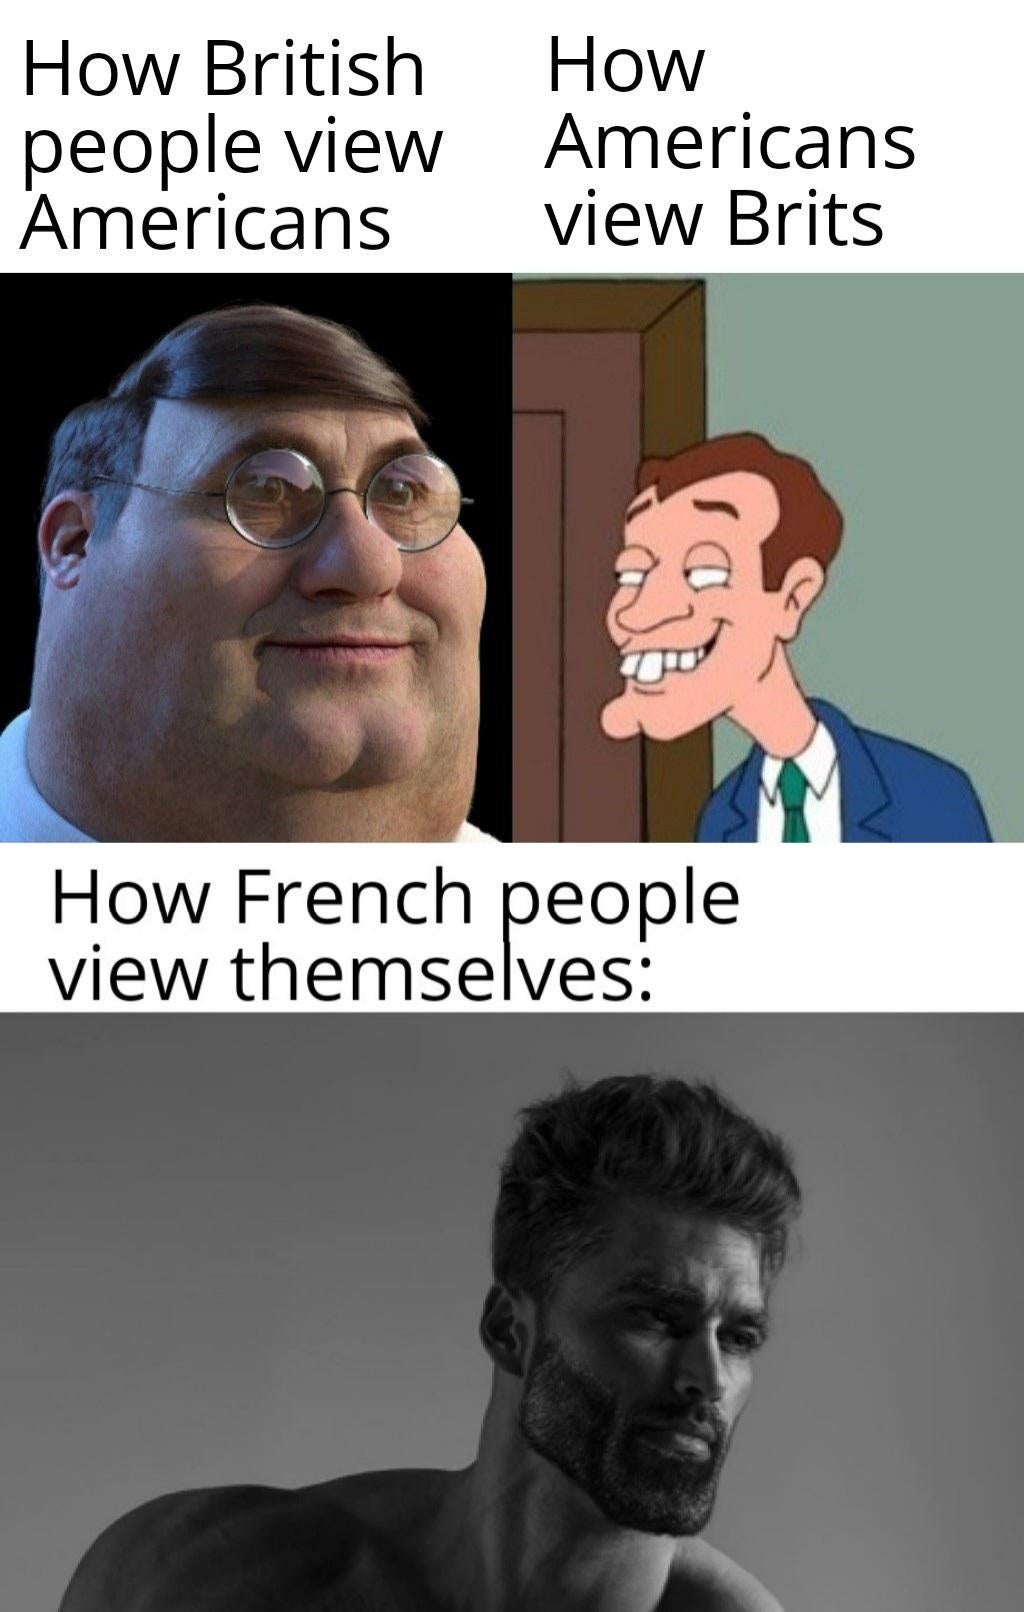 How British
people view
Americans
How
Americans
view Brits
How French people
view themselves: